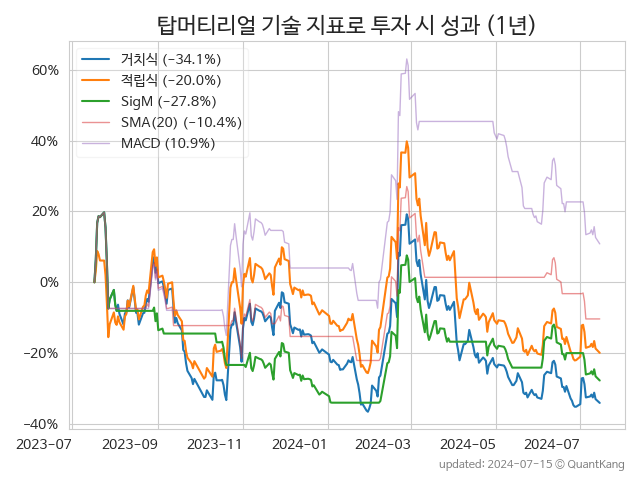 탑머티리얼 기술 지표로 투자 시 성과 (1년)
거치식 (−34.1%)
적립식 (−20.0%)
SigM (−27.8%)
SMA(20) (−10.4%)
MACD (10.9%)
60%
40%
20%
0%
−20%
−40%
2023-07 2023-09 2023-11 2024-01 2024-03 2024-05 2024-07
updated: 2024-07-15 © QuantKang